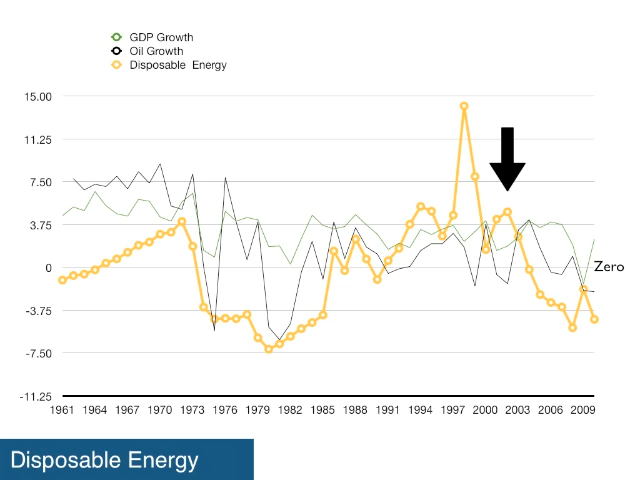 GDP Growth
Oil Growth
Disposable Energy
15.00
11.25
7.50
3.75
0
Zero
-3.75
-7.50
-11.25
1961 1964 1967 1970 1973 1976 1979 1982 1985 1988 1991 1994 1997 2000 2003 2006 2009
Disposable Energy